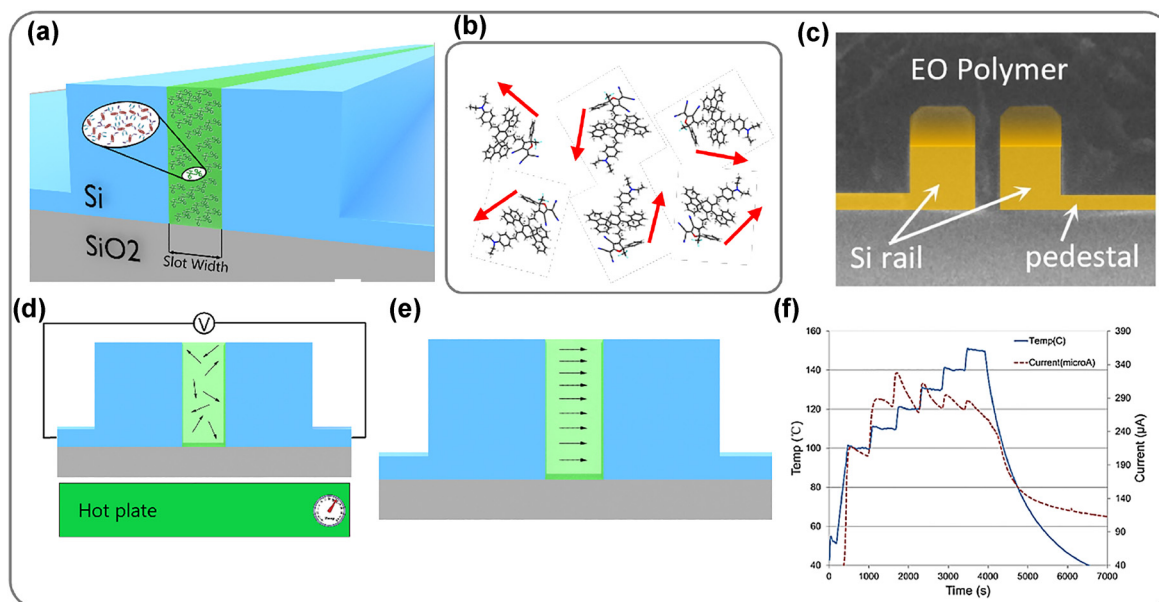 (a)
Si
SiO2
Slot Width
(b)
(c)
EO Polymer
Si rail
pedestal
(d)
V
Hot plate
(e)
(f)
Temp(C)
Current(microA)
160
140
120
100
80
60
40
Temp (℃)
390
340
290
240
190
140
90
40
Current (µA)
0
1000
2000
3000
4000
5000
6000
7000
Time (s)